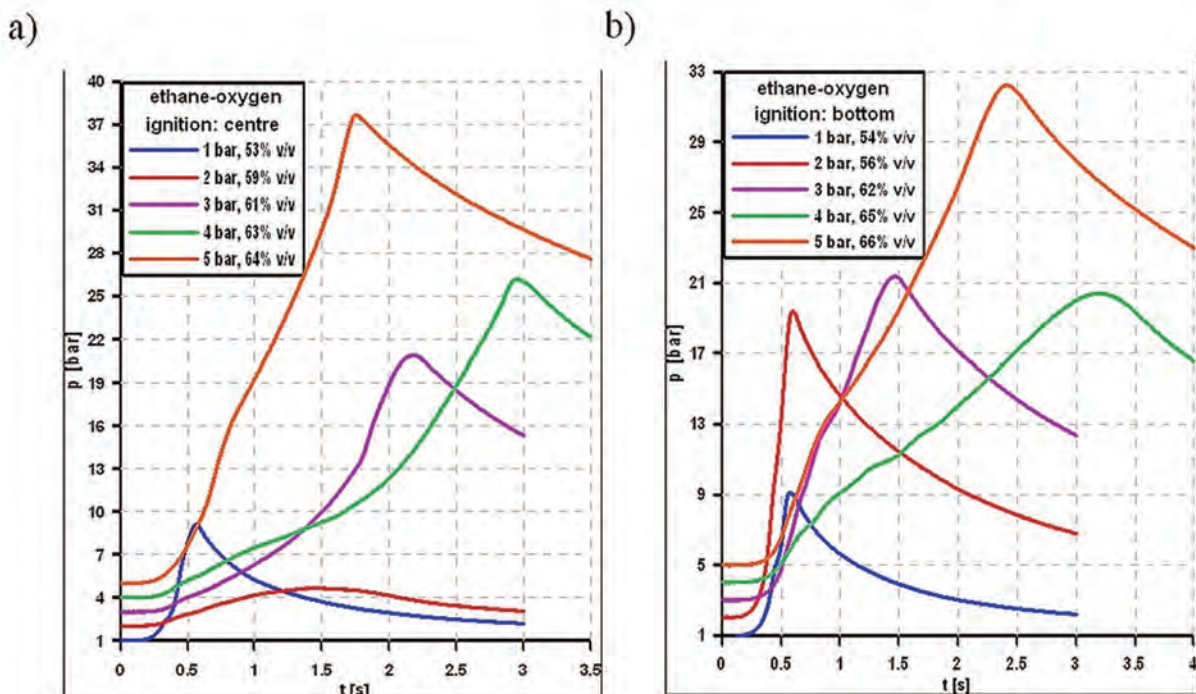 a)
40
37
34
31
28
25
22
19
16
13
10
7
4
1
p [bar]
ethane-oxygen
ignition: centre
1 bar, 53% v/v
2 bar, 59% v/v
3 bar, 61% v/v
4 bar, 63% v/v
5 bar, 64% v/v
0
0.5
1
1.5
2
2.5
3
3.5
t [s]
b)
33
29
25
21
17
13
9
5
1
p [bar]
ethane-oxygen
ignition: bottom
1 bar, 54% v/v
2 bar, 56% v/v
3 bar, 62% v/v
4 bar, 65% v/v
5 bar, 66% v/v
0
0.5
1
1.5
2
2.5
3
3.5
4
t [s]